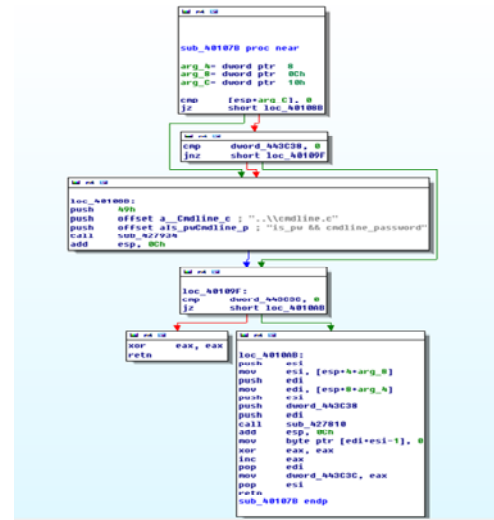 sub_40107B proc near
arg_4= dword ptr 8
arg_8= dword ptr 0Ch
arg_C= dword ptr 10h
cmp [esp+arg_C], 0
jz short loc_40108B
cmp dword_443C38, 0
jnz short loc_40109F
loc_40108B:
push 49h
push offset a__Cmdline_c ; "..\\cmdline.c"
push offset aIs_pwCmdline_p ; "is_pw && cmdline_password"
call sub_427934
add esp, 0Ch
loc_40109F:
cmp dword_443C3C, 0
jz short loc_4010AB
xor eax, eax
retn
loc_4010AB:
push esi
mov esi, [esp+4+arg_8]
push edi
mov edi, [esp+8+arg_4]
push esi
push dword_443C38
push edi
call sub_427810
add esp, 0Ch
mov byte ptr [edi+esi-1], 0
xor eax, eax
inc eax
pop edi
mov dword_443C3C, eax
pop esi
retn
sub_40107B endp